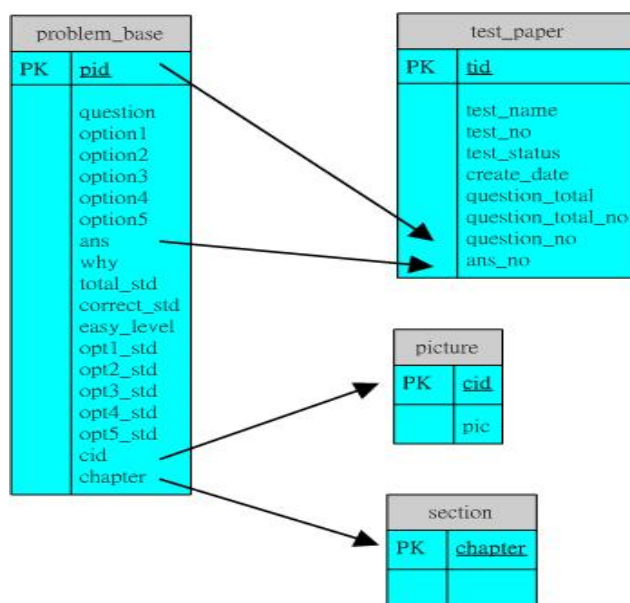 problem_base
PK pid
question
option1
option2
option3
option4
option5
ans
why
total_std
correct_std
easy_level
opt1_std
opt2_std
opt3_std
opt4_std
opt5_std
cid
chapter
test_paper
PK tid
test_name
test_no
test_status
create_date
question_total
question_total_no
question_no
ans_no
picture
PK cid
pic
section
PK chapter